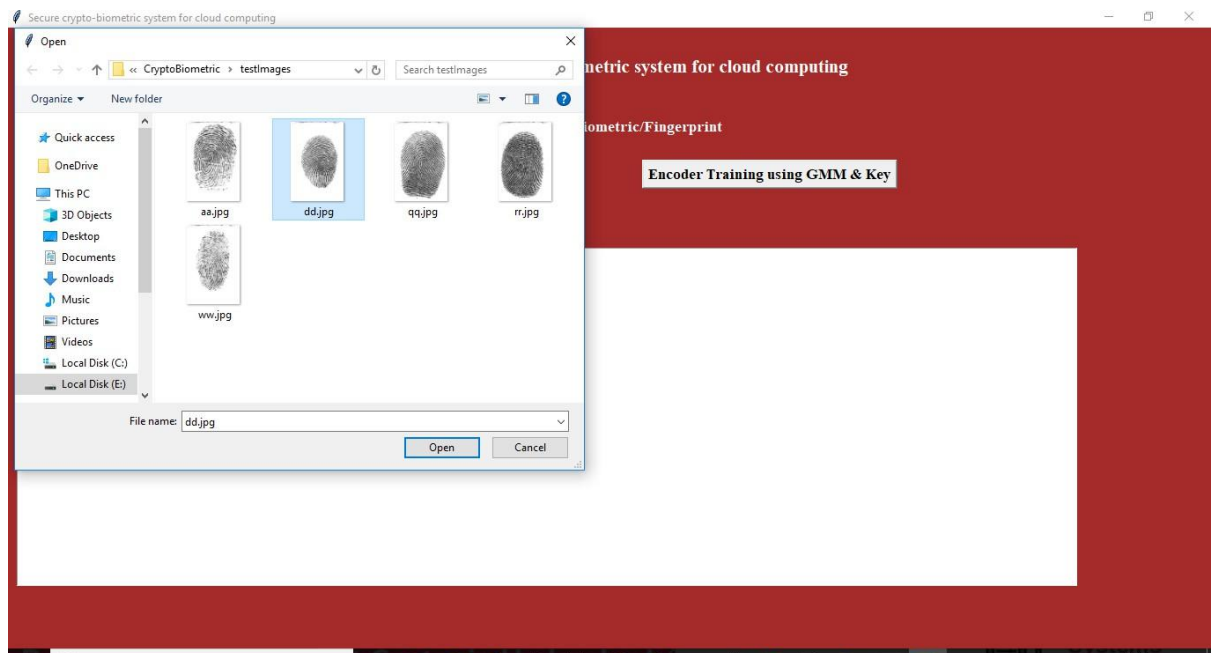 Secure crypto-biometric system for cloud computing
Open
« CryptoBiometric > testImages
Search testImages
Organize
New folder
Quick access
OneDrive
This PC
3D Objects
Desktop
Documents
Downloads
Music
Pictures
Videos
Local Disk (C:)
Local Disk (E:)
aa.jpg
dd.jpg
qq.jpg
rr.jpg
ww.jpg
File name: dd.jpg
Open
Cancel
metric system for cloud computing
iometric/Fingerprint
Encoder Training using GMM & Key